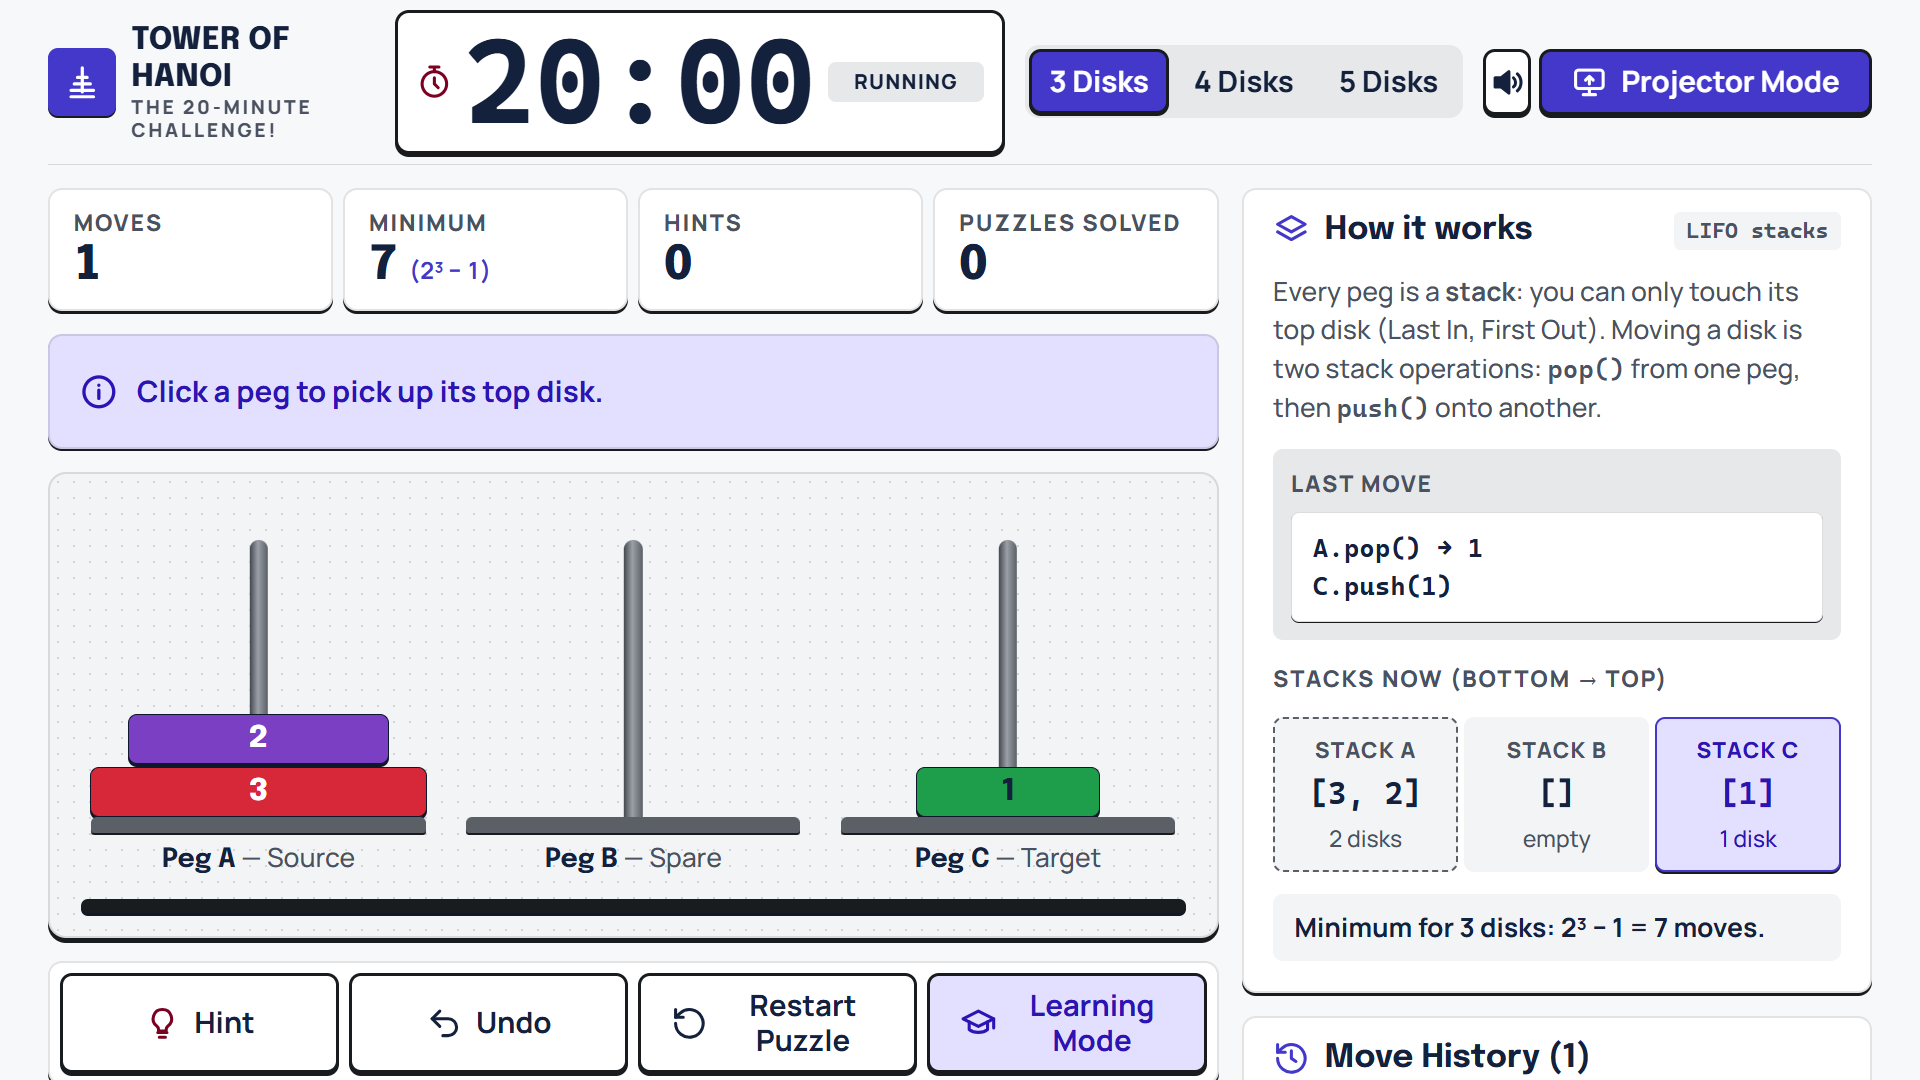 TOWER OF
HANOI
THE 20-MINUTE
CHALLENGE!
20:00
RUNNING
3 Disks
4 Disks
5 Disks
Projector Mode
MOVES
1
MINIMUM
7 (2³ – 1)
HINTS
0
PUZZLES SOLVED
0
Click a peg to pick up its top disk.
2
3
1
Peg A — Source
Peg B — Spare
Peg C — Target
Hint
Undo
Restart
Puzzle
Learning
Mode
How it works
LIFO stacks
Every peg is a stack: you can only touch its
top disk (Last In, First Out). Moving a disk is
two stack operations: pop() from one peg,
then push() onto another.
LAST MOVE
A.pop() → 1
C.push(1)
STACKS NOW (BOTTOM → TOP)
STACK A
[3, 2]
2 disks
STACK B
[]
empty
STACK C
[1]
1 disk
Minimum for 3 disks: 2³ – 1 = 7 moves.
Move History (1)